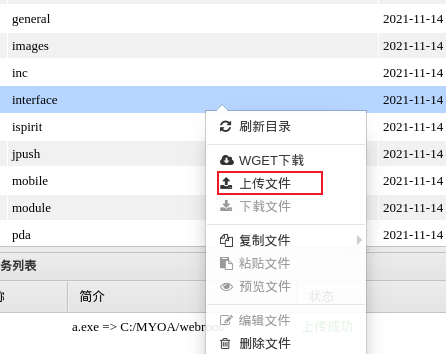 general 2021-11-14
images 2021-11-14
inc 2021-11-14
interface 2021-11-14
ispirit 2021-11-14
jpush 2021-11-14
mobile 2021-11-14
module 2021-11-14
pda 2021-11-14
刷新目录
WGET下载
上传文件
下载文件
复制文件
粘贴文件
预览文件
编辑文件
删除文件
务列表
称 简介 状态
a.exe => C:/MYOA/webroot 上传成功